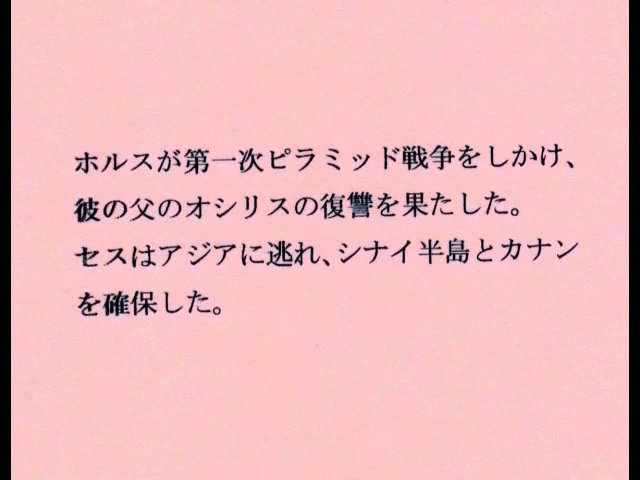 ホルスが第一次ピラミッド戦争をしかけ、
彼の父のオシリスの復讐を果たした。
セスはアジアに逃れ、シナイ半島とカナン
を確保した。